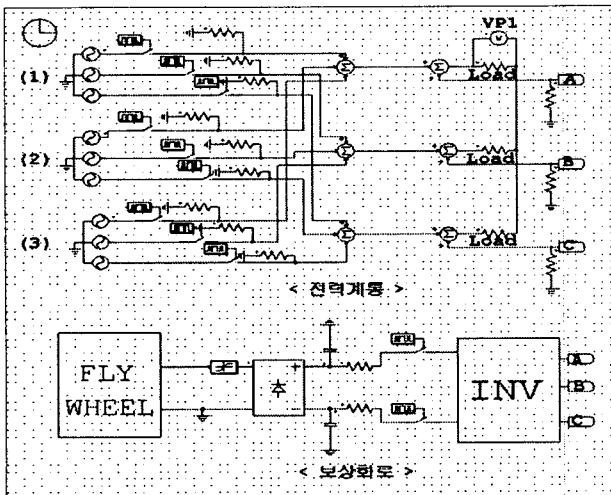 VP1
V
(1)
Load
A
(2)
Load
B
(3)
Load
C
< 전력계통 >
FLY
WHEEL
INV
A
B
C
< 보상회로 >